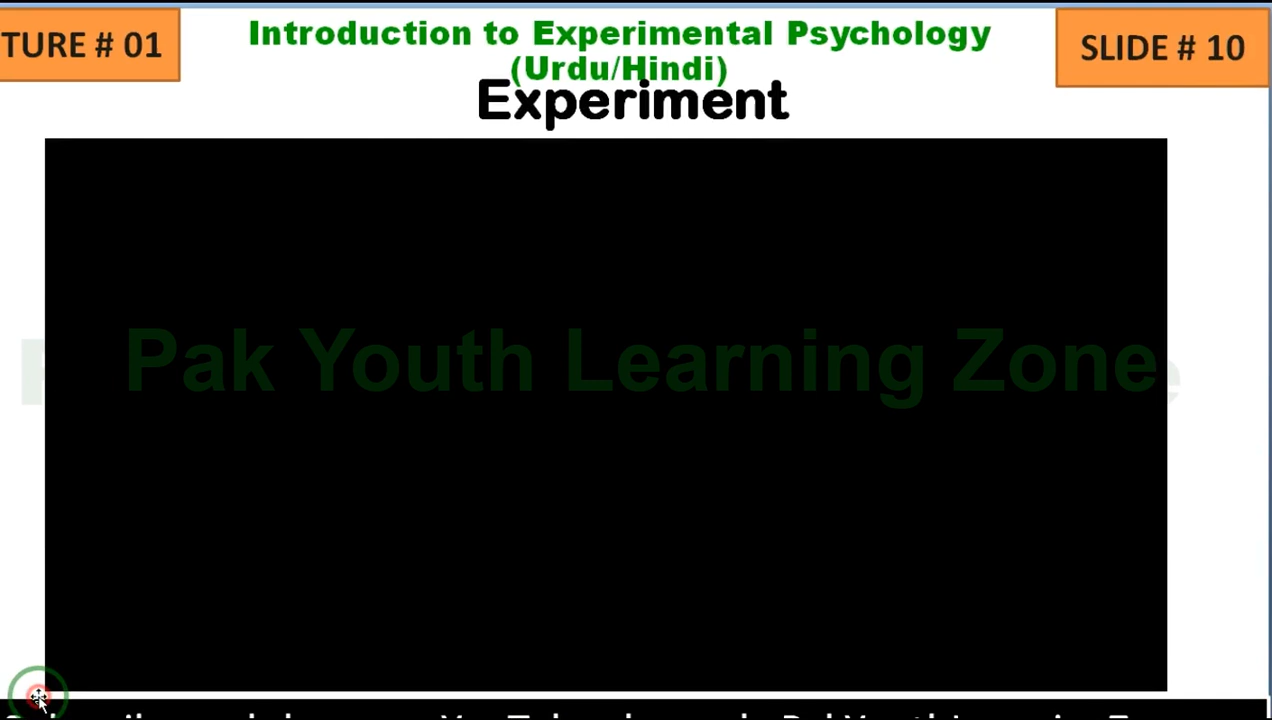 TURE # 01
Introduction to Experimental Psychology
(Urdu/Hindi)
SLIDE # 10
Experiment
Pak Youth Learning Zone